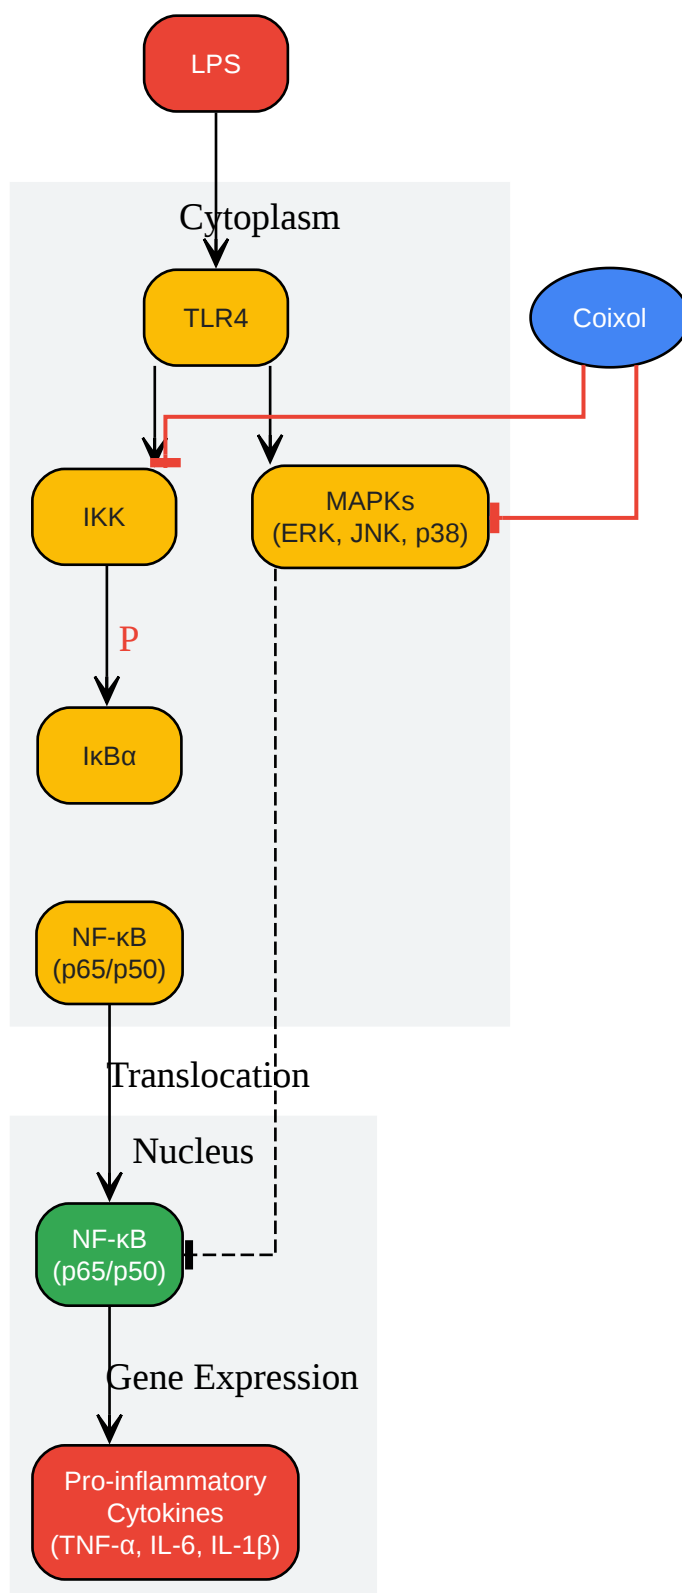 LPS
Cytoplasm
TLR4
Coixol
IKK
MAPKs
(ERK, JNK, p38)
P
IκBα
NF-κB
(p65/p50)
Translocation
Nucleus
NF-κB
(p65/p50)
Gene Expression
Pro-inflammatory
Cytokines
(TNF-α, IL-6, IL-1β)